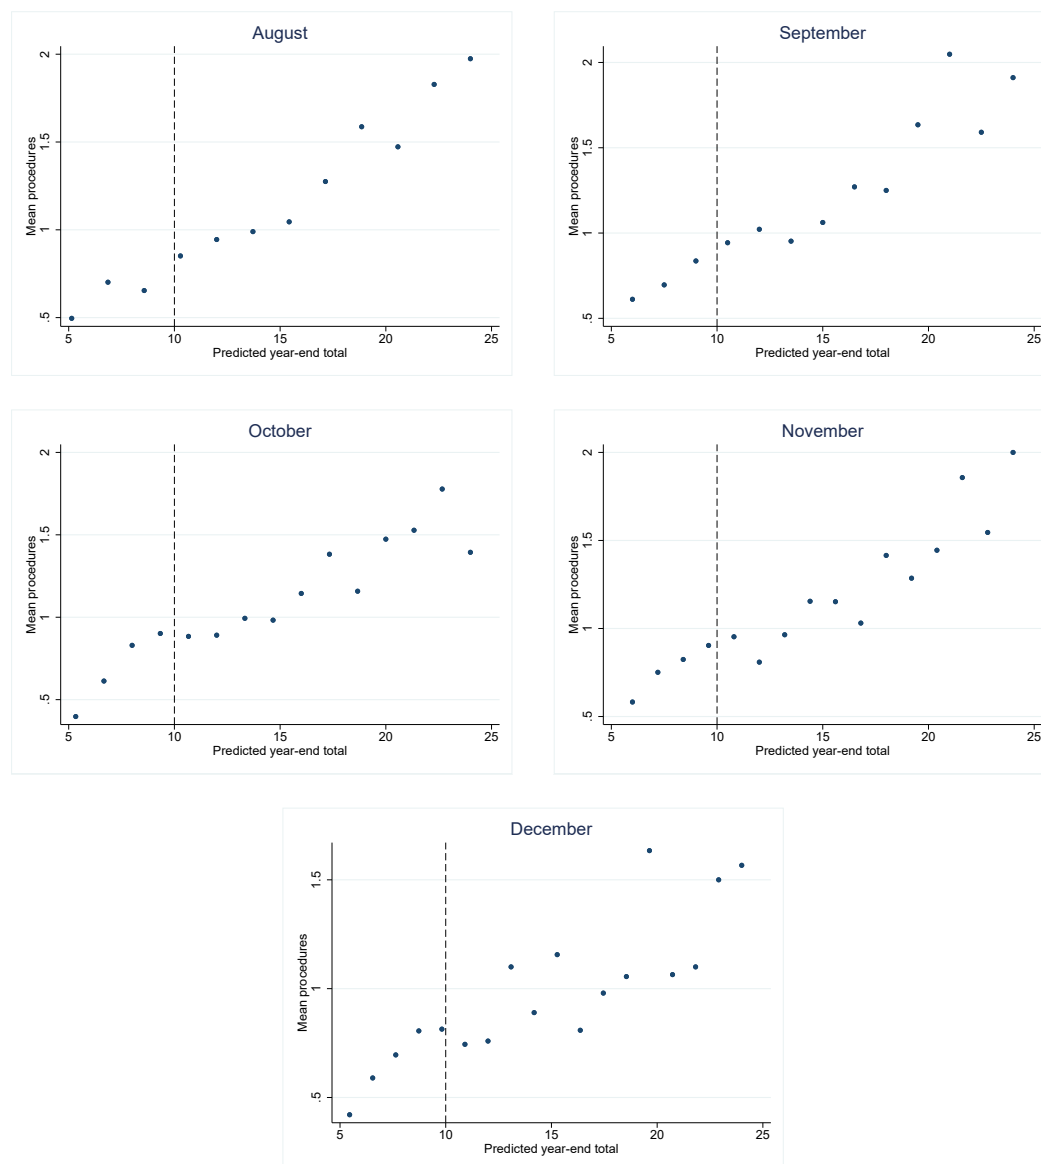 August
2
1.5
1
.5
Mean procedures
5 10 15 20 25
Predicted year-end total
September
2
1.5
1
.5
Mean procedures
5 10 15 20 25
Predicted year-end total
October
2
1.5
1
.5
Mean procedures
5 10 15 20 25
Predicted year-end total
November
2
1.5
1
.5
Mean procedures
5 10 15 20 25
Predicted year-end total
December
1.5
1
.5
Mean procedures
5 10 15 20 25
Predicted year-end total